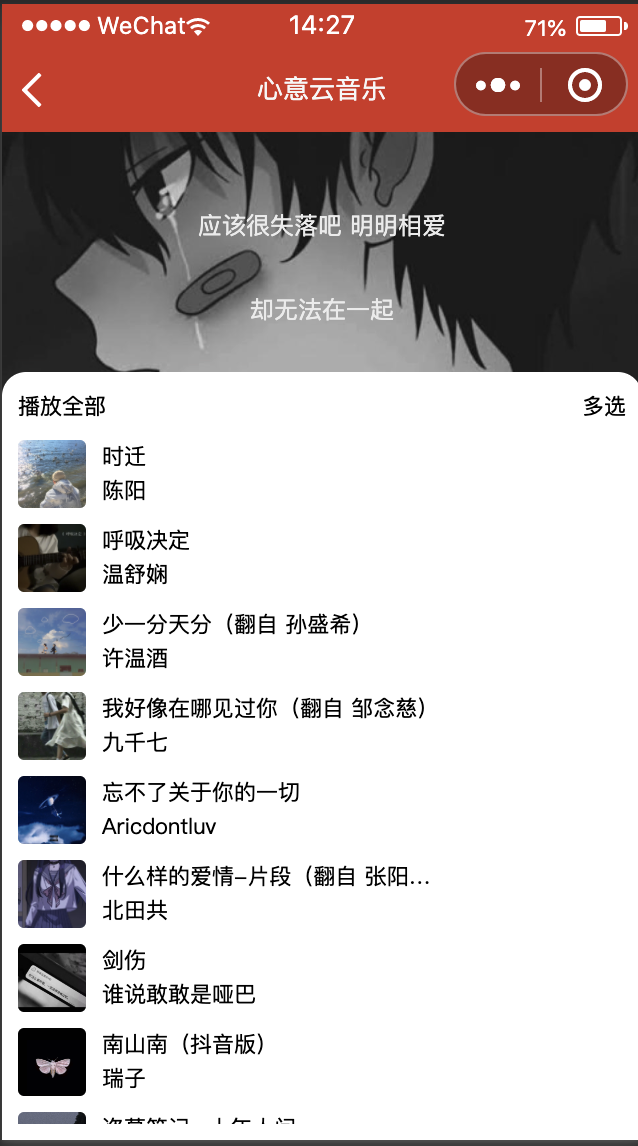 WeChat 14:27 71%
心意云音乐
应该很失落吧 明明相爱
却无法在一起
播放全部 多选
时迁
陈阳
呼吸决定
温舒娴
少一分天分（翻自 孙盛希）
许温酒
我好像在哪见过你（翻自 邹念慈）
九千七
忘不了关于你的一切
Aricdontluv
什么样的爱情-片段（翻自 张阳...
北田共
剑伤
谁说敢敢是哑巴
南山南（抖音版）
瑞子